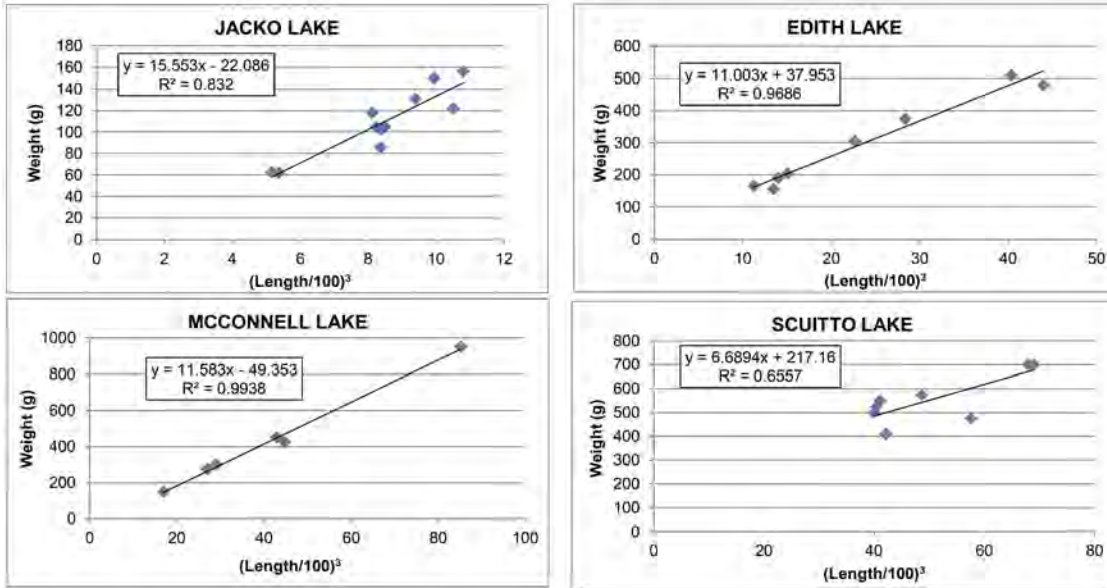 JACKO LAKE
y = 15.553x - 22.086
R² = 0.832
Weight (g)
180
160
140
120
100
80
60
40
20
0
0 2 4 6 8 10 12
(Length/100)³
EDITH LAKE
y = 11.003x + 37.953
R² = 0.9686
Weight (g)
600
500
400
300
200
100
0
0 10 20 30 40 50
(Length/100)³
MCCONNELL LAKE
y = 11.583x - 49.353
R² = 0.9938
Weight (g)
1000
800
600
400
200
0
0 20 40 60 80 100
(Length/100)³
SCUITTO LAKE
y = 6.6894x + 217.16
R² = 0.6557
Weight (g)
800
700
600
500
400
300
200
100
0
0 20 40 60 80
(Length/100)³